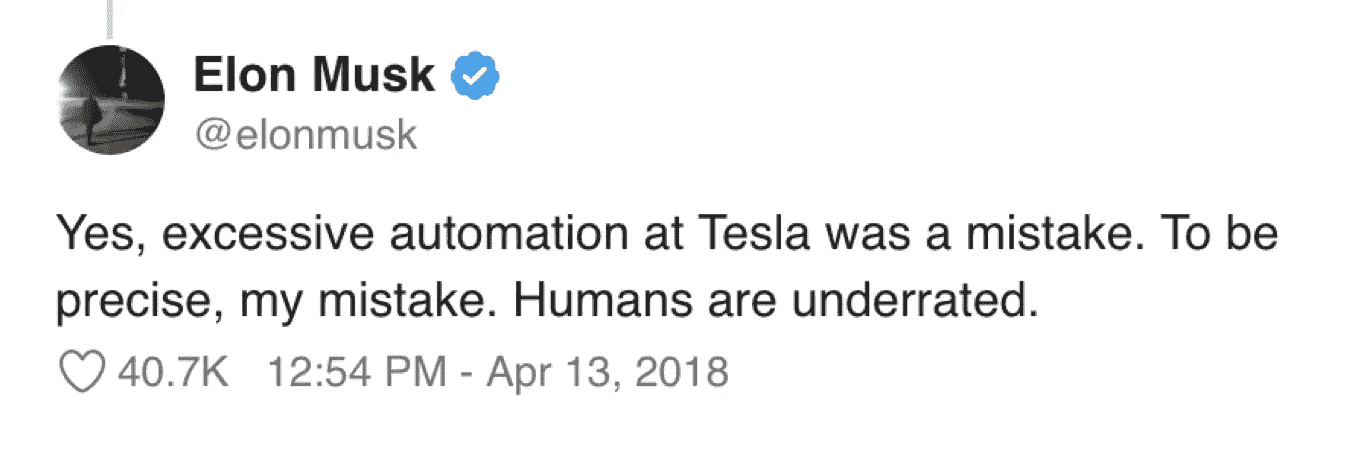 Elon Musk
@elonmusk
Yes, excessive automation at Tesla was a mistake. To be
precise, my mistake. Humans are underrated.
40.7K 12:54 PM - Apr 13, 2018